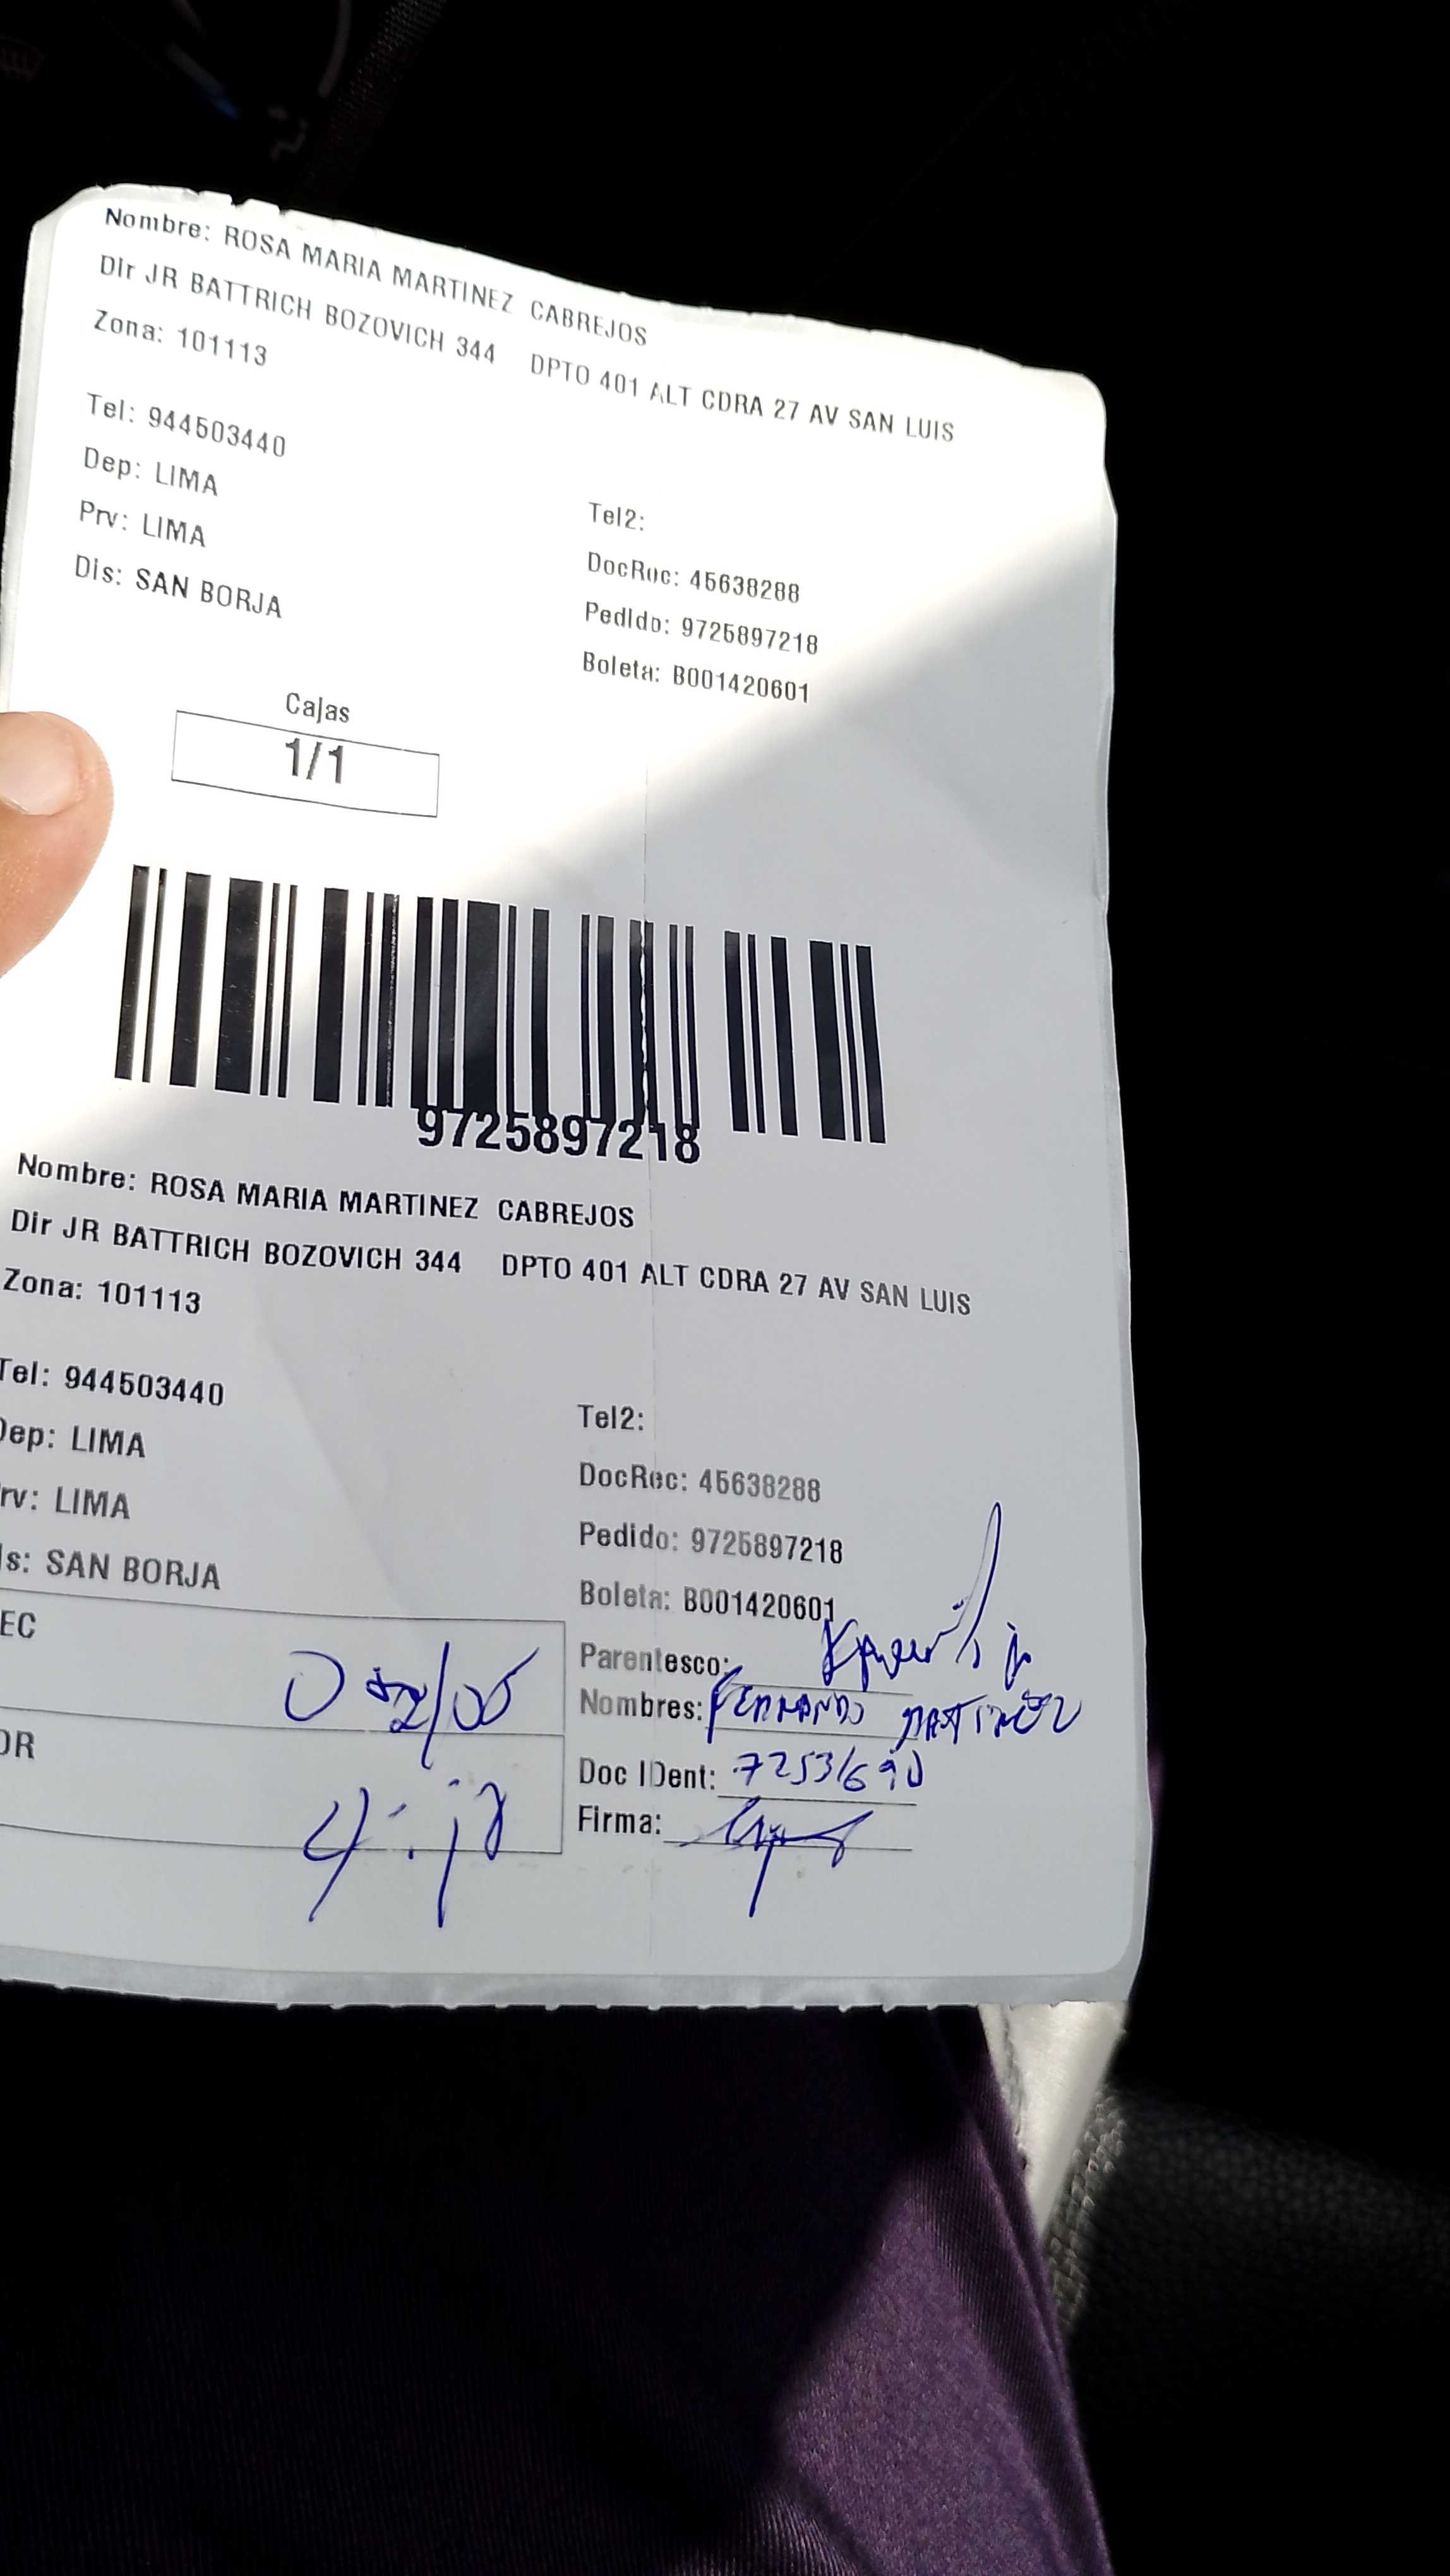 Nombre: ROSA MARIA MARTINEZ CABREJOS
Dir JR BATTRICH BOZOVICH 344 DPTO 401 ALT CDRA 27 AV SAN LUIS
Zona: 101113
Tel: 944503440
Dep: LIMA
Prv: LIMA
Dis: SAN BORJA
Tel2:
DocRec: 45638288
Pedido: 9725897218
Boleta: B001420601
Cajas
1/1
9725897218
Nombre: ROSA MARIA MARTINEZ CABREJOS
Dir JR BATTRICH BOZOVICH 344 DPTO 401 ALT CDRA 27 AV SAN LUIS
Zona: 101113
Tel: 944503440
Dep: LIMA
rv: LIMA
is: SAN BORJA
Tel2:
DocRec: 45638288
Pedido: 9725897218
Boleta: B001420601
EC
OR
Parentesco:
Nombres: FERNANDO MARTINEZ
Doc IDent: 72531690
Firma: